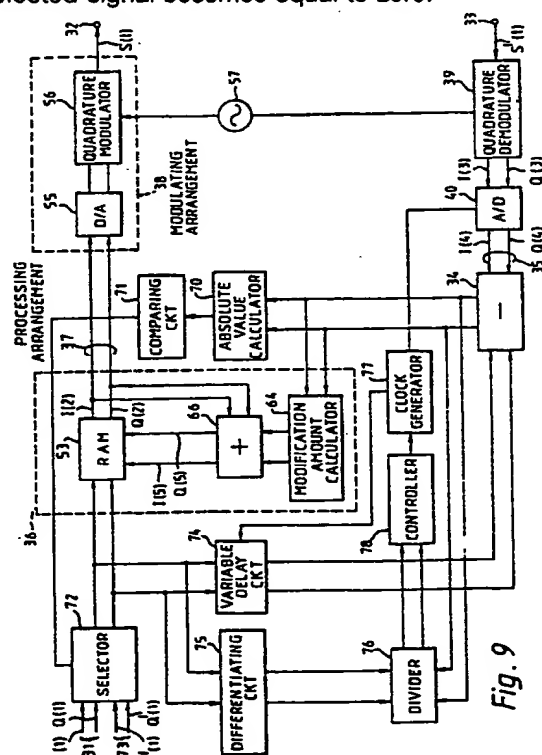 elected signal becomes equal to zero.
PROCESSING
ARRANGEMENT
36
72
SELECTOR
(1)
31{
Q(1)
73{
(1)
Q'(1)
53
RAM
I(2)
Q(2)
37
I(5)
Q(5)
66
+
64
MODIFICATION
AMOUNT
CALCULATOR
71
COMPARING
CKT
70
ABSOLUTE
VALUE
CALCULATOR
55
D/A
56
QUADRATURE
MODULATOR
38
MODULATING
ARRANGEMENT
32
S(1)
57
74
VARIABLE
DELAY
CKT
75
DIFFERENTIATING
CKT
76
DIVIDER
78
CONTROLLER
77
CLOCK
GENERATOR
34
−
35
I(4)
Q(4)
40
A/D
I(3)
Q(3)
39
QUADRATURE
DEMODULATOR
33
S'(1)
Fig. 9